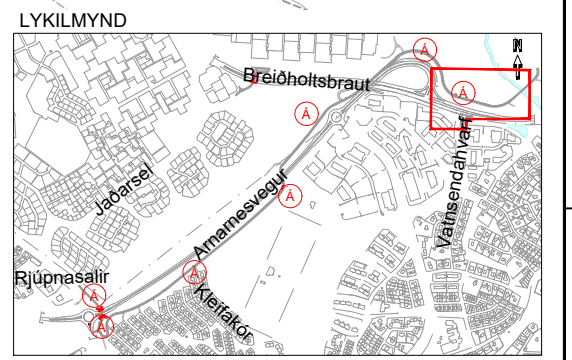 LYKILMYND
N
Á
Breiðholtsbraut
Á
Á
Jaðarsel
Vatnsendahvarf
Arnarnesvegur
Á
Rjúpnasalir
Á
Kleifakór
Á
Á